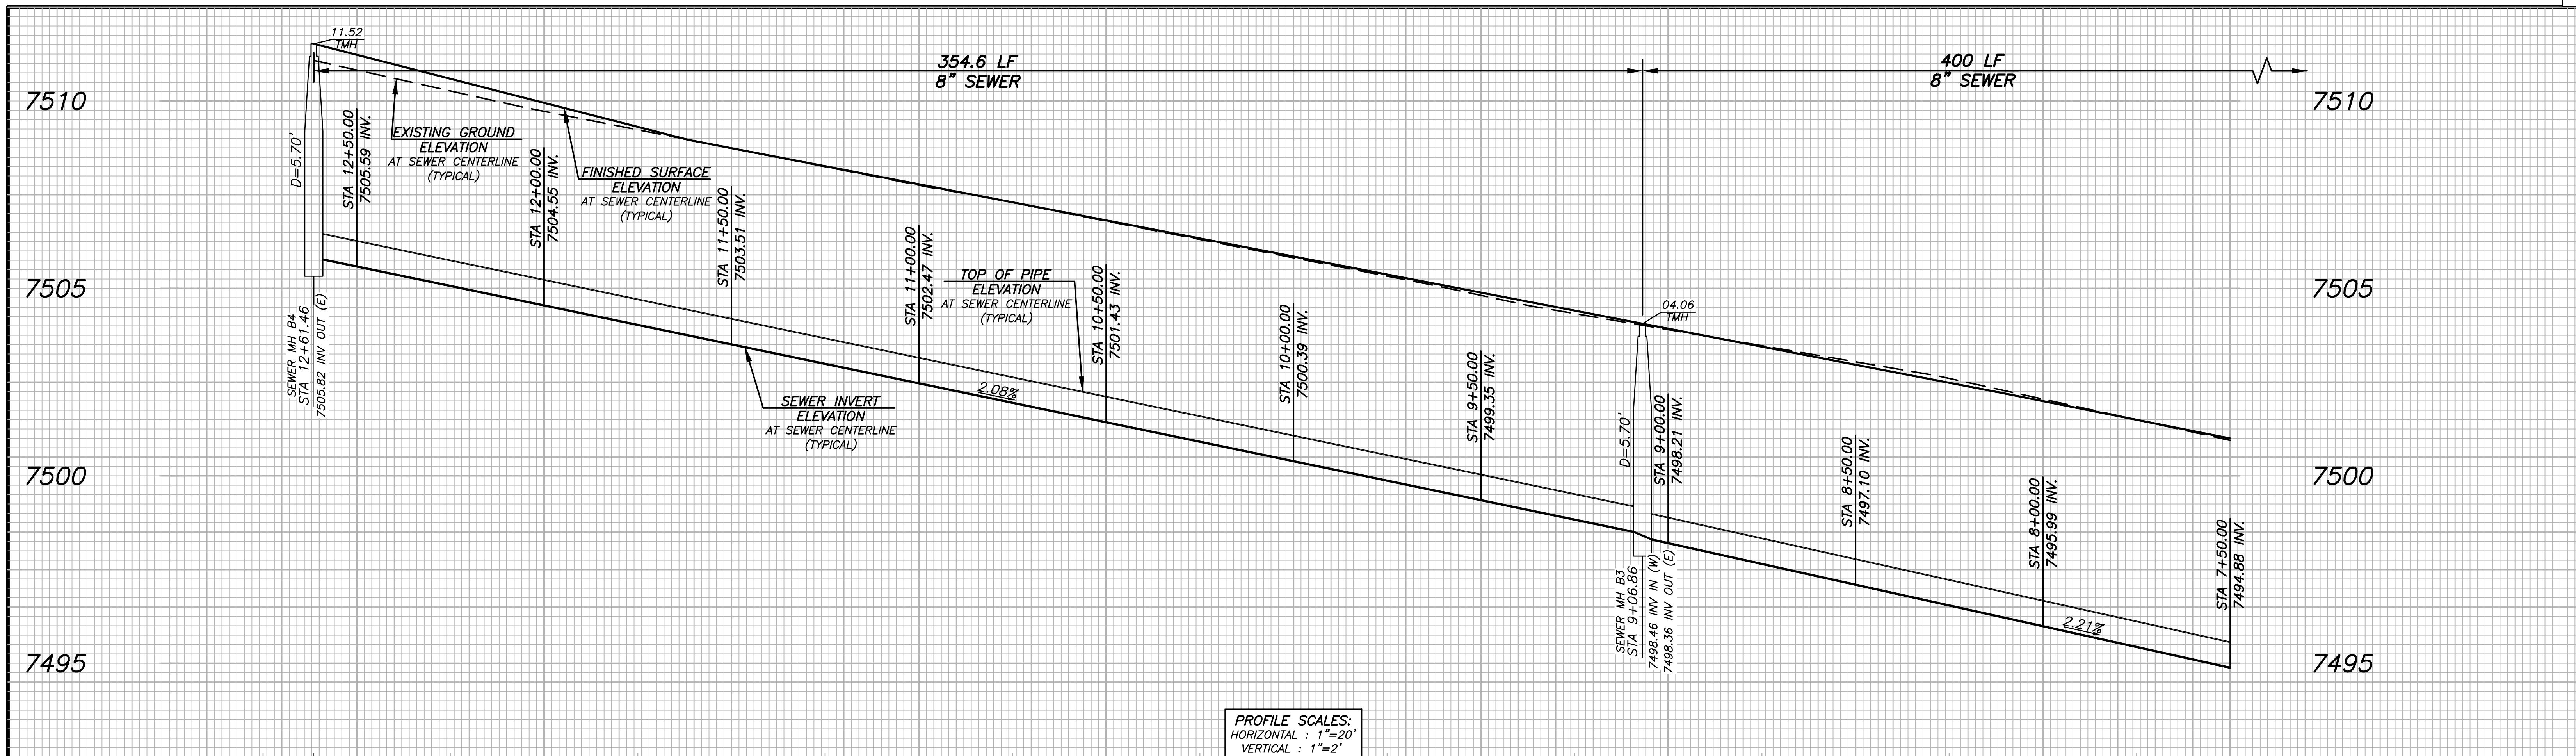 11.52
TMH
354.6 LF
8" SEWER
400 LF
8" SEWER
7510
7510
D=5.70'
STA 12+50.00
7505.59 INV.
EXISTING GROUND
ELEVATION
AT SEWER CENTERLINE
(TYPICAL)
STA 12+00.00
7504.55 INV.
FINISHED SURFACE
ELEVATION
AT SEWER CENTERLINE
(TYPICAL)
STA 11+50.00
7503.51 INV.
STA 11+00.00
7502.47 INV.
TOP OF PIPE
ELEVATION
AT SEWER CENTERLINE
(TYPICAL)
STA 10+50.00
7501.43 INV.
STA 10+00.00
7500.39 INV.
STA 9+50.00
7499.35 INV.
04.06
TMH
7505
7505
SEWER MH B4
STA 12+61.46
7505.82 INV OUT (E)
2.08%
SEWER INVERT
ELEVATION
AT SEWER CENTERLINE
(TYPICAL)
D=5.70'
STA 9+00.00
7498.21 INV.
STA 8+50.00
7497.10 INV.
STA 8+00.00
7495.99 INV.
STA 7+50.00
7494.88 INV.
7500
7500
SEWER MH B3
STA 9+06.86
7498.46 INV IN (W)
7498.36 INV OUT (E)
2.21%
7495
7495
PROFILE SCALES:
HORIZONTAL : 1"=20'
VERTICAL : 1"=2'